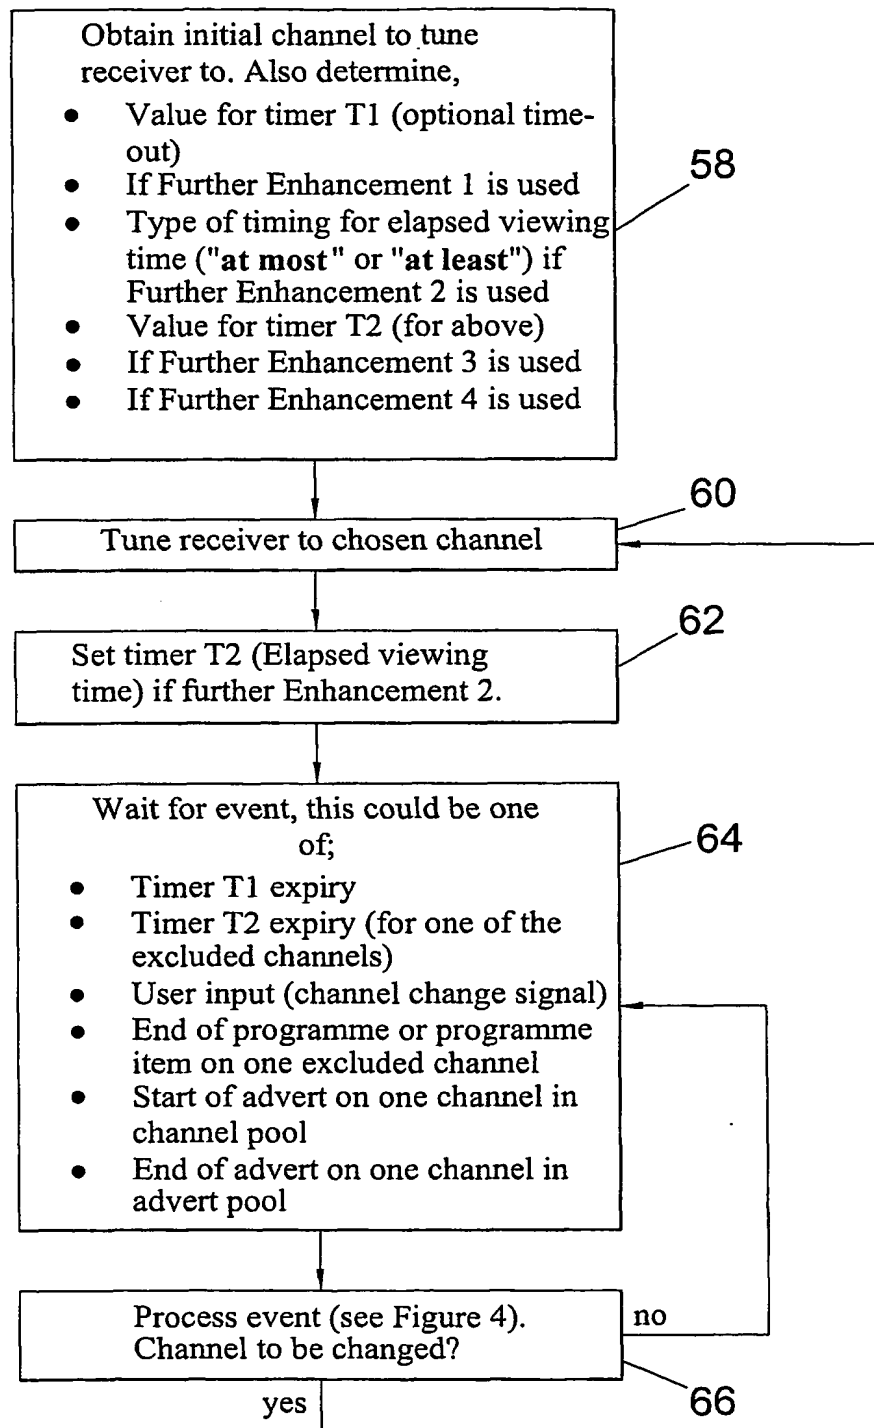 Obtain initial channel to tune
receiver to. Also determine,
• Value for timer T1 (optional time-
out)
• If Further Enhancement 1 is used
• Type of timing for elapsed viewing
time ("at most" or "at least") if
Further Enhancement 2 is used
• Value for timer T2 (for above)
• If Further Enhancement 3 is used
• If Further Enhancement 4 is used
58
60
Tune receiver to chosen channel
62
Set timer T2 (Elapsed viewing
time) if further Enhancement 2.
Wait for event, this could be one
of;
• Timer T1 expiry
• Timer T2 expiry (for one of the
excluded channels)
• User input (channel change signal)
• End of programme or programme
item on one excluded channel
• Start of advert on one channel in
channel pool
• End of advert on one channel in
advert pool
64
Process event (see Figure 4).
Channel to be changed?
no
yes
66